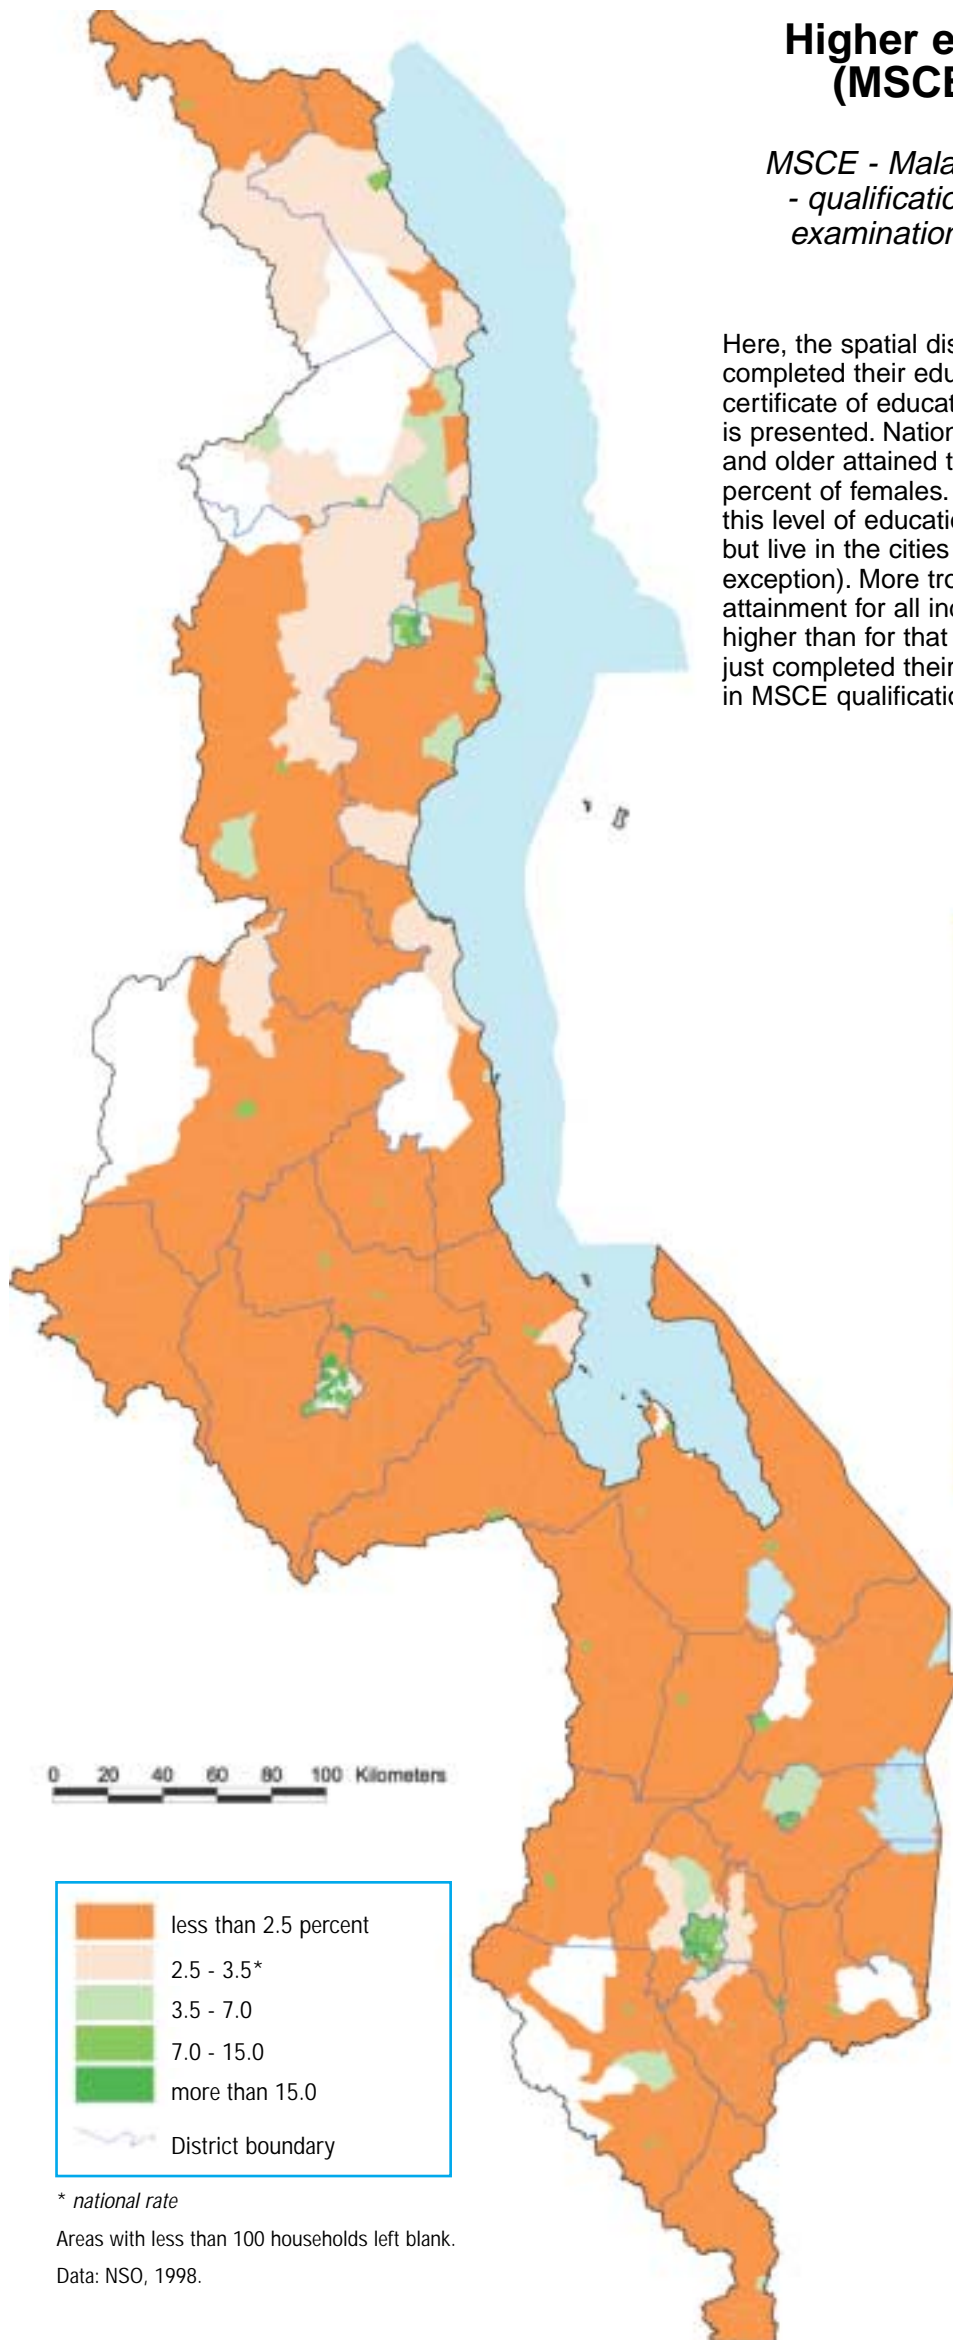 Higher e
(MSCE
MSCE - Mala
- qualificatio
examination
Here, the spatial dis
completed their edu
certificate of educat
is presented. Nation
and older attained t
percent of females.
this level of educatio
but live in the cities
exception). More tro
attainment for all inc
higher than for that
just completed their
in MSCE qualificatio
0 20 40 60 80 100 Kilometers
less than 2.5 percent
2.5 - 3.5*
3.5 - 7.0
7.0 - 15.0
more than 15.0
District boundary
* national rate
Areas with less than 100 households left blank.
Data: NSO, 1998.